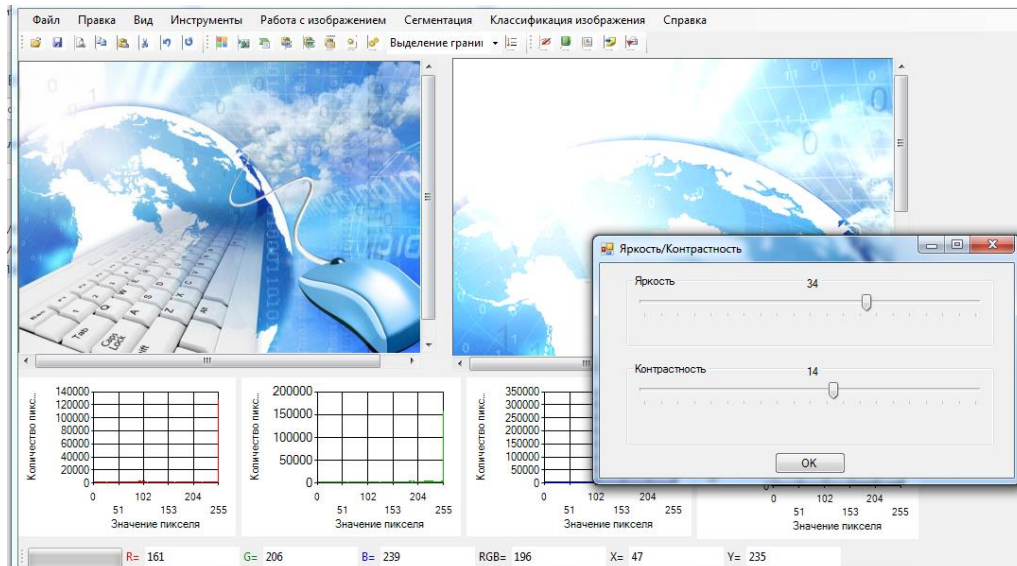 Файл Правка Вид Инструменты Работа с изображением Сегментация Классификация изображения Справка
Выделение грани
Яркость/Контрастность
Яркость
34
Контрастность
14
OK
Tab
Caps Lock
Количество пикс...
140000
120000
100000
80000
60000
40000
20000
0
0 102 204
51 153 255
Значение пикселя
Количество пикс...
200000
150000
100000
50000
0
0 102 204
51 153 255
Значение пикселя
Количество пикс...
350000
300000
250000
200000
150000
100000
50000
0
0 102 204
51 153 255
Значение пикселя
0
0 102 204
51 153 255
Значение пикселя
R= 161 G= 206 B= 239 RGB= 196 X= 47 Y= 235